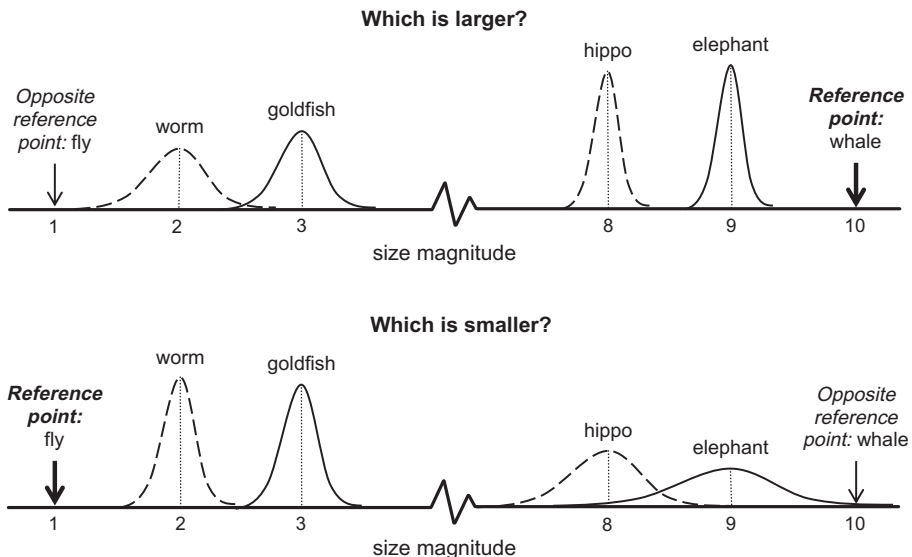 Which is larger?
hippo
elephant
Opposite
reference
point: fly
worm
goldfish
Reference
point:
whale
1 2 3 8 9 10
size magnitude
Which is smaller?
worm
goldfish
Reference
point:
fly
hippo
elephant
Opposite
reference
point: whale
1 2 3 8 9 10
size magnitude